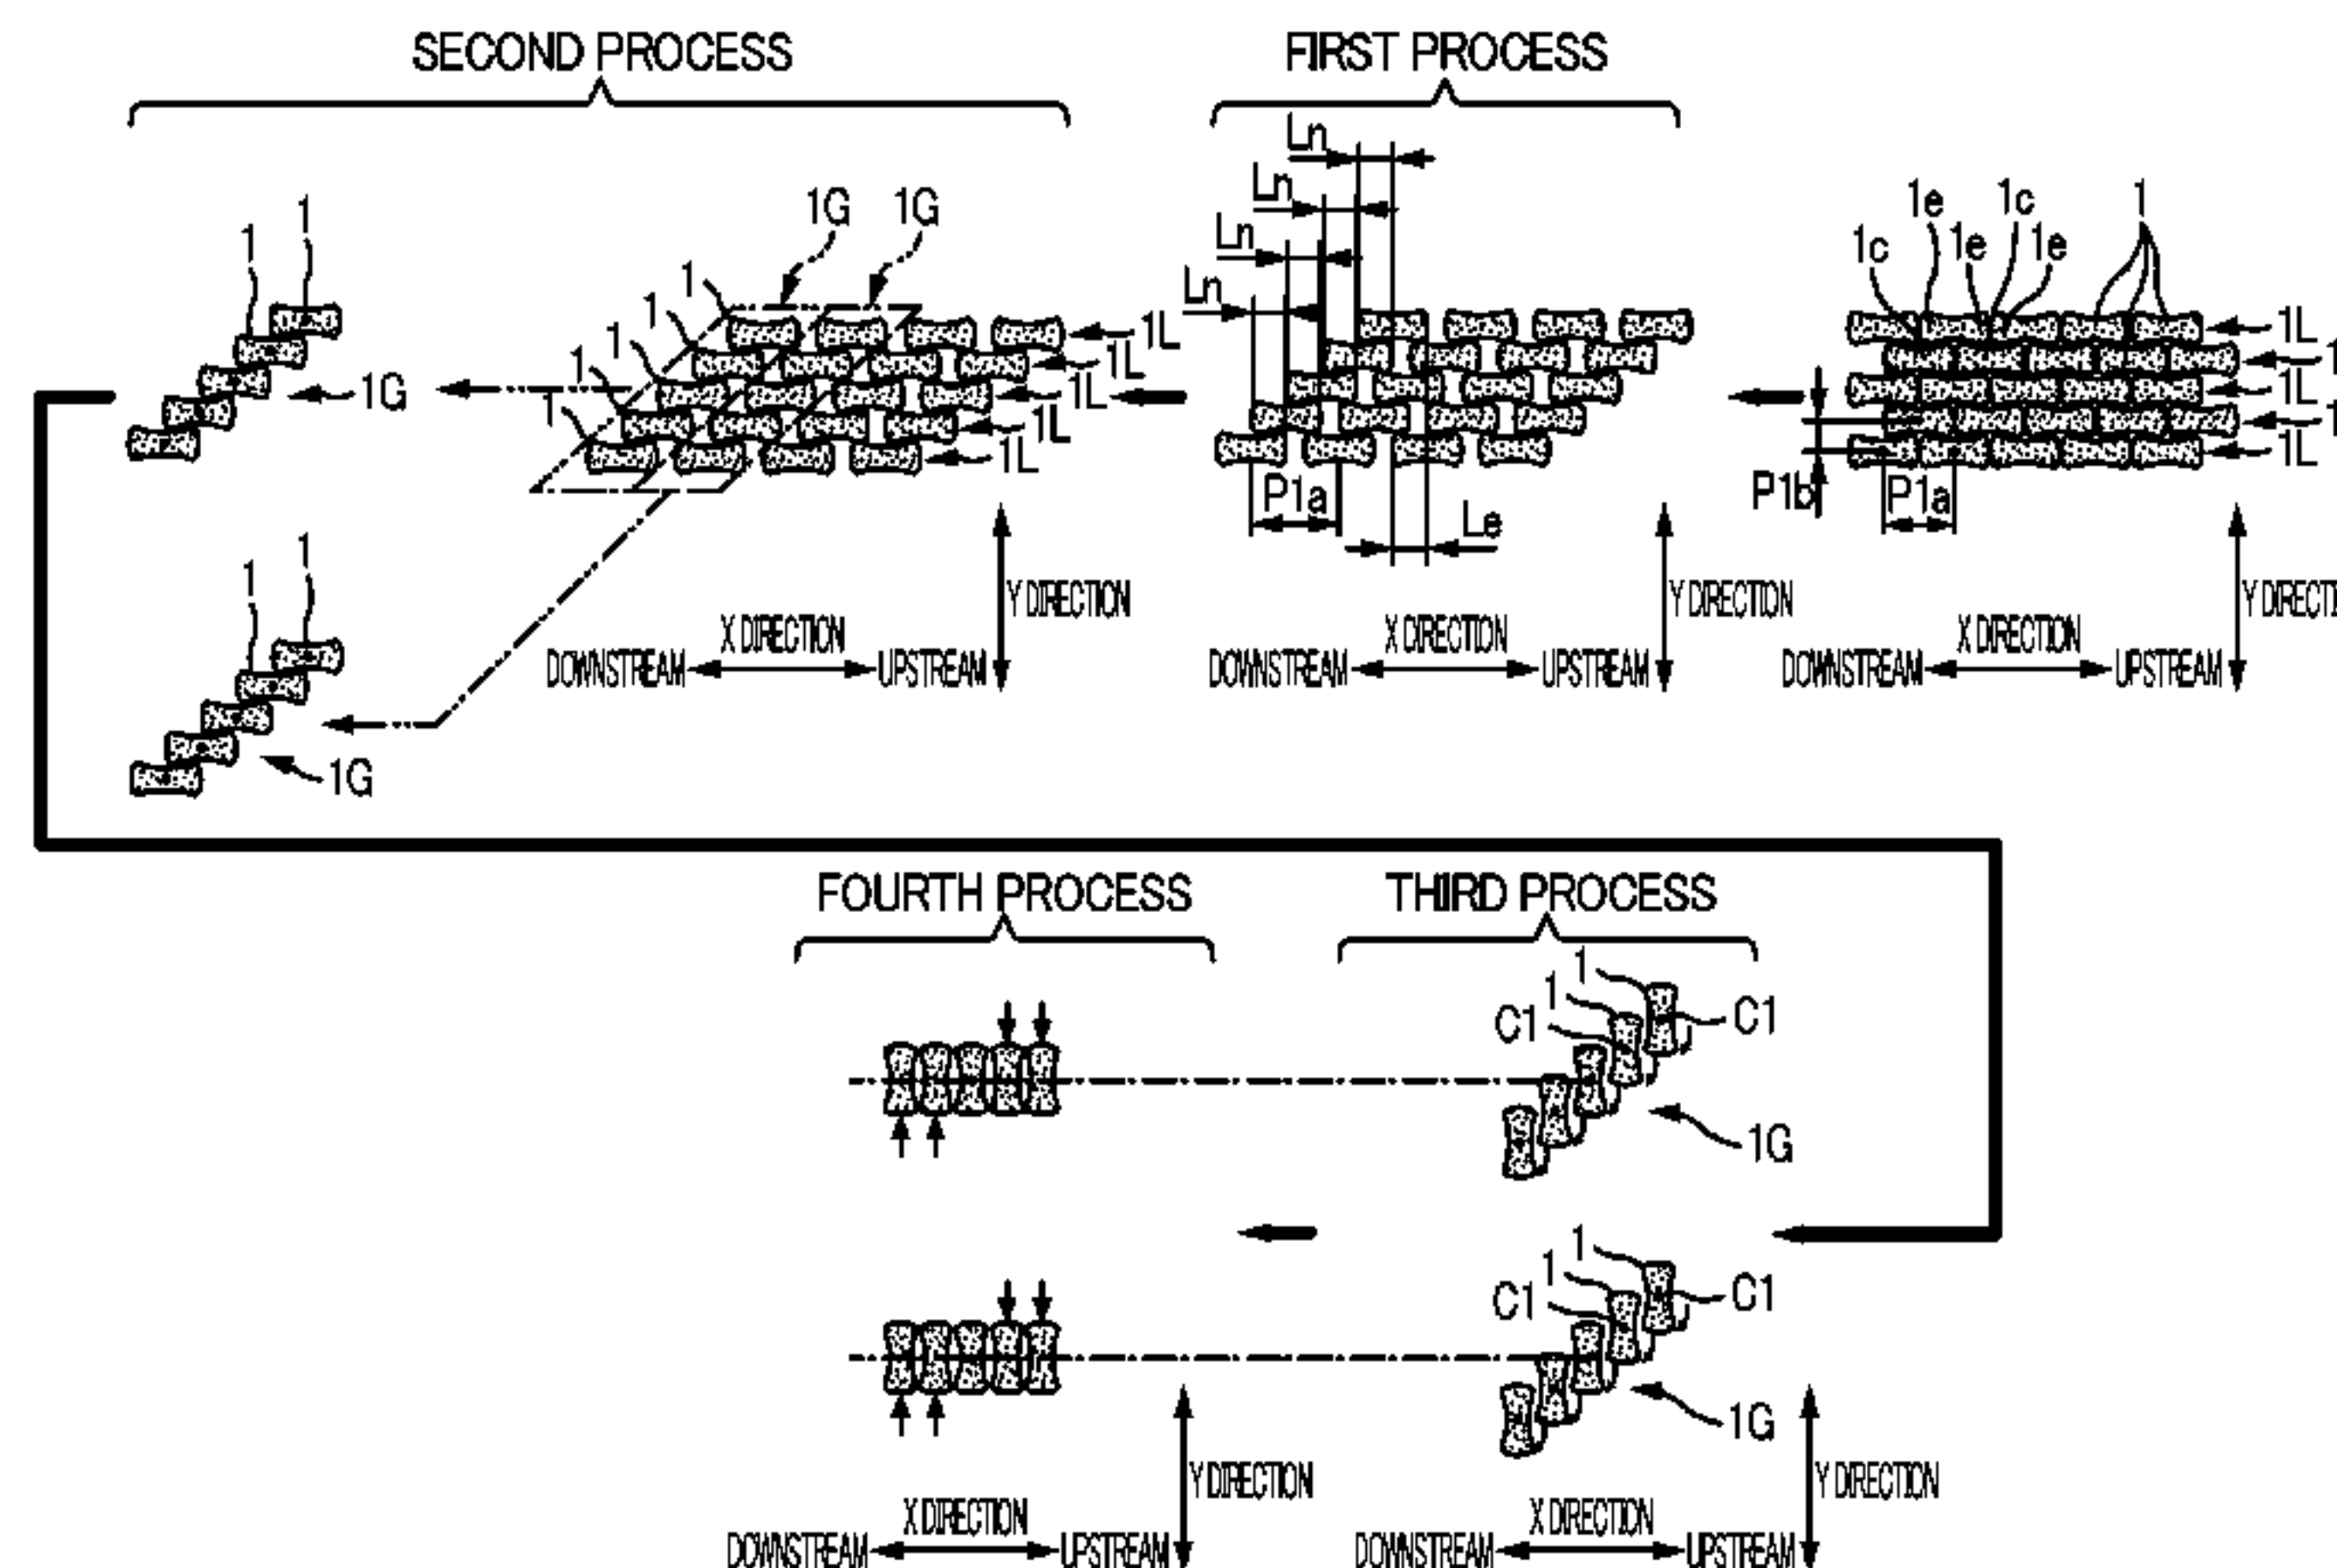 SECOND PROCESS
FIRST PROCESS
Ln
Ln
Ln
Ln
1
1
1G
1G
1
1
1
1
1
1L
1L
1L
1L
1L
1G
1c
1e
1e
1c
1e
1
1L
1L
1L
P1a
Le
P1b
P1a
1
1
1G
Y DIRECTION
X DIRECTION
DOWNSTREAM
UPSTREAM
Y DIRECTION
X DIRECTION
DOWNSTREAM
UPSTREAM
X DIRECTION
DOWNSTREAM
UPSTREAM
FOURTH PROCESS
THIRD PROCESS
1
1
C1
C1
1G
1
1
C1
C1
1G
Y DIRECTION
X DIRECTION
DOWNSTREAM
UPSTREAM
Y DIRECTION
X DIRECTION
DOWNSTREAM
UPSTREAM